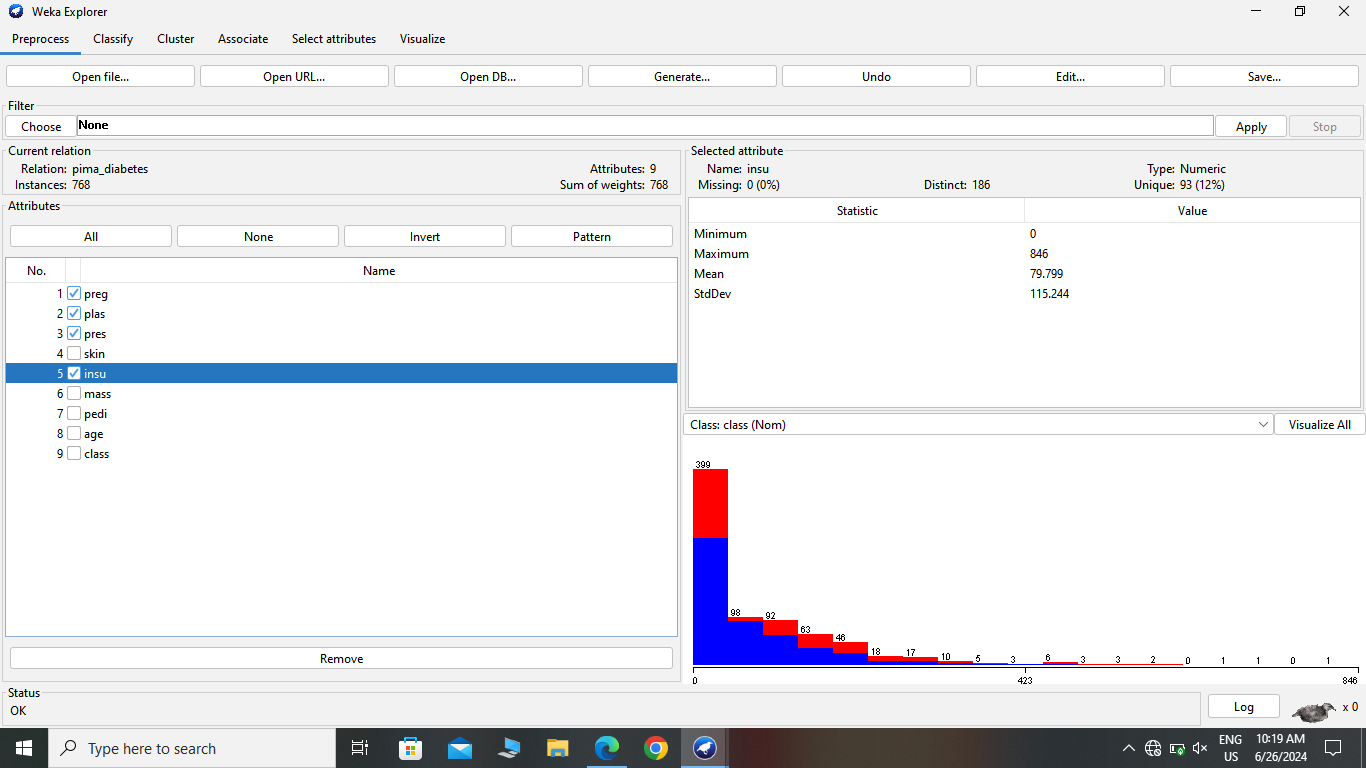 Weka Explorer
Preprocess Classify Cluster Associate Select attributes Visualize
Open file... Open URL... Open DB... Generate... Undo Edit... Save...
Filter
Choose None Apply Stop
Current relation
Relation: pima_diabetes Attributes: 9
Instances: 768 Sum of weights: 768
Attributes
All None Invert Pattern
No. Name
1 preg
2 plas
3 pres
4 skin
5 insu
6 mass
7 pedi
8 age
9 class
Remove
Selected attribute
Name: insu Type: Numeric
Missing: 0 (0%) Distinct: 186 Unique: 93 (12%)
Statistic Value
Minimum 0
Maximum 846
Mean 79.799
StdDev 115.244
Class: class (Nom) Visualize All
399
98 92 63 46 18 17 10 5 3 6 3 3 2 0 1 1 0 1
0 423 846
Status
OK
Log x 0
Type here to search
ENG 10:19 AM
US 6/26/2024